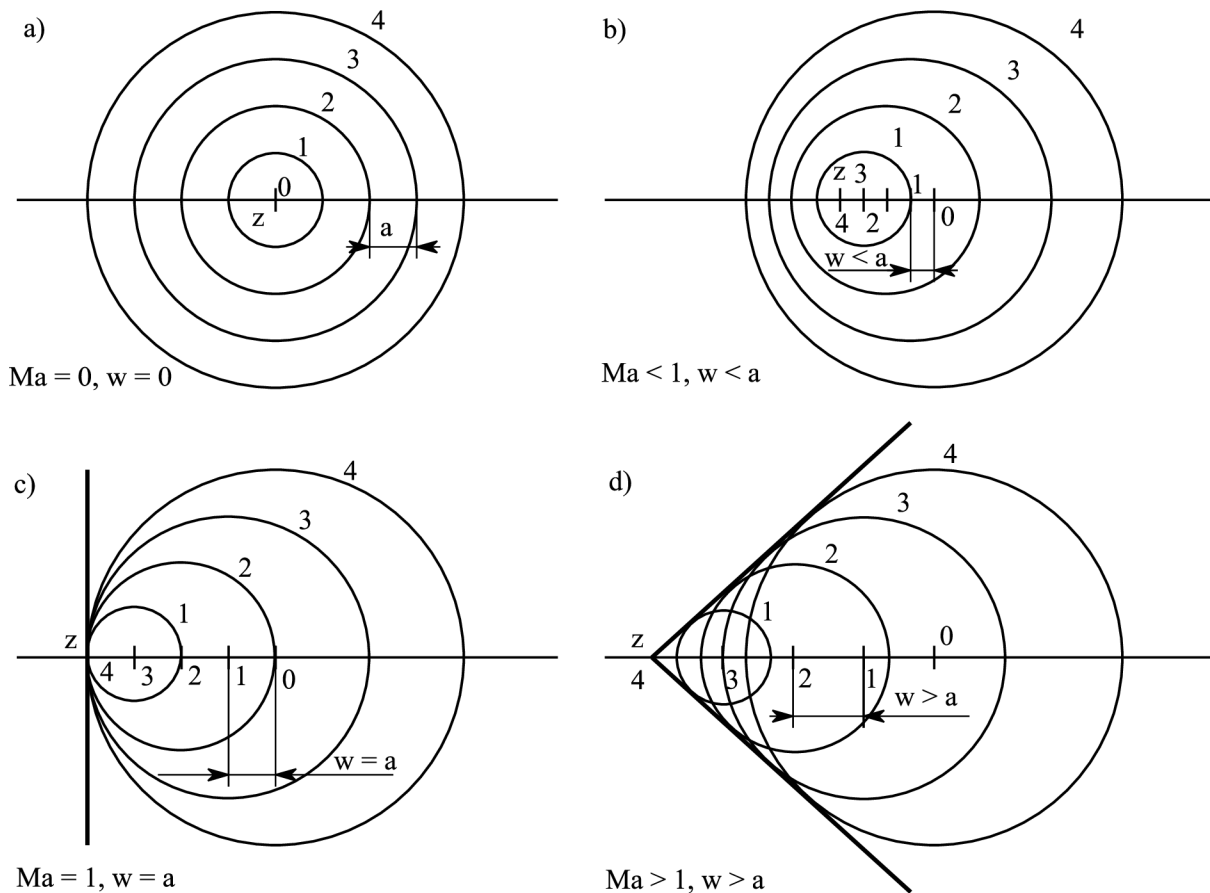 a)
4
3
2
1
0
z
a
Ma = 0, w = 0
b)
4
3
2
1
z 3 1
4 2 0
w < a
Ma < 1, w < a
c)
4
3
2
1
z
4 3 2 1 0
w = a
Ma = 1, w = a
d)
4
3
2
1
z 0
4 3 2 1
w > a
Ma > 1, w > a